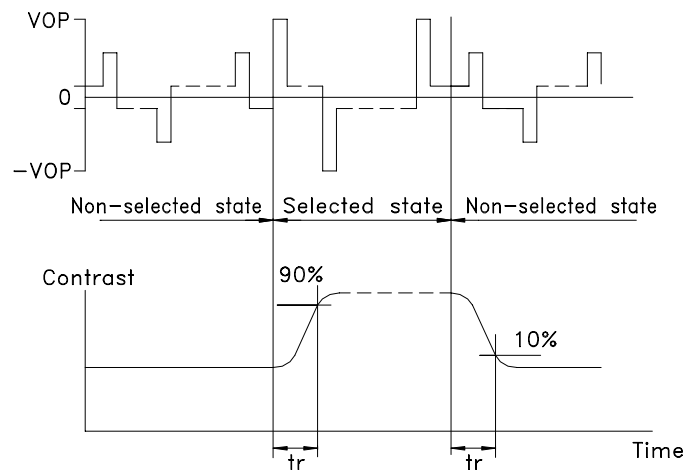 VOP
0
-VOP
Non-selected state
Selected state
Non-selected state
Contrast
90%
10%
Time
tr
tr